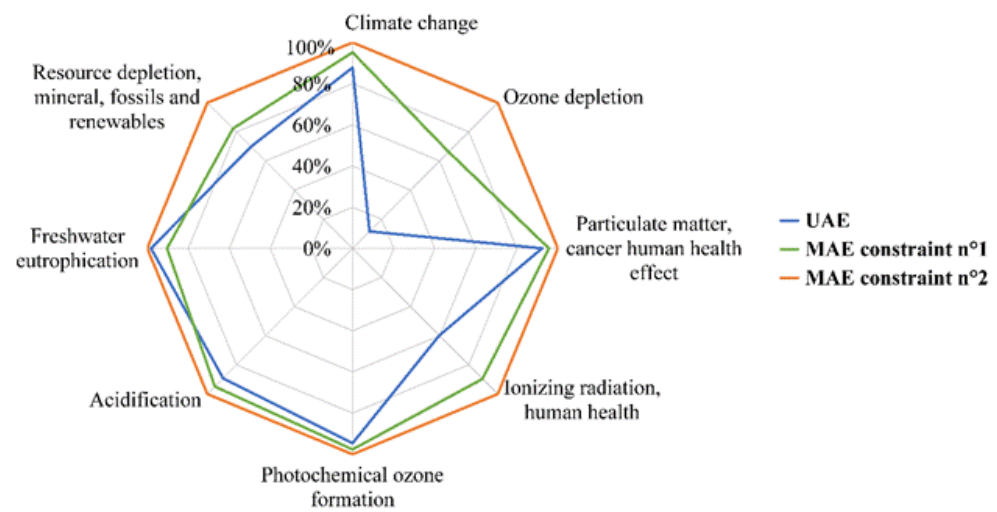 Climate change
100%
Resource depletion,
mineral, fossils and
renewables
80%
Ozone depletion
60%
40%
20%
0%
Freshwater
eutrophication
Particulate matter,
cancer human health
effect
UAE
MAE constraint n°1
MAE constraint n°2
Acidification
Ionizing radiation,
human health
Photochemical ozone
formation